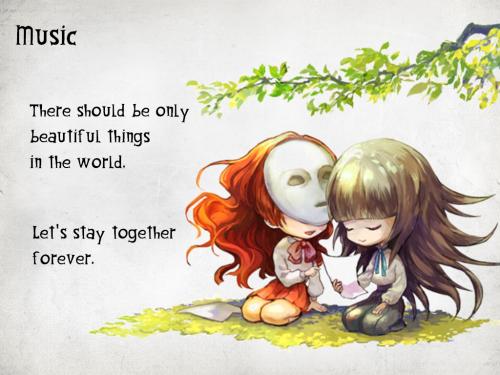 Music
There should be only
beautiful things
in the world.
Let's stay together
forever.